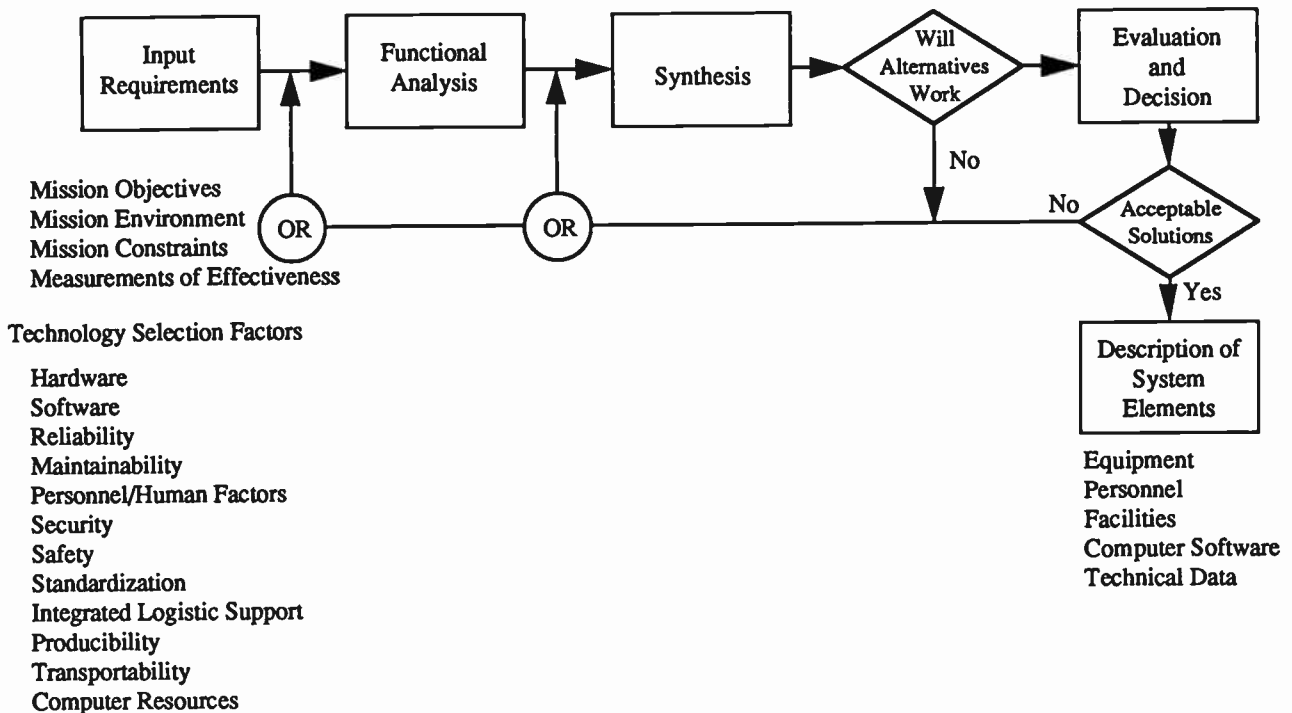 Input
Requirements
Functional
Analysis
Synthesis
Will
Alternatives
Work
Evaluation
and
Decision
No
Mission Objectives
Mission Environment
Mission Constraints
Measurements of Effectiveness
OR
OR
No
Acceptable
Solutions
Yes
Technology Selection Factors
Hardware
Software
Reliability
Maintainability
Personnel/Human Factors
Security
Safety
Standardization
Integrated Logistic Support
Producibility
Transportability
Computer Resources
Description of
System
Elements
Equipment
Personnel
Facilities
Computer Software
Technical Data